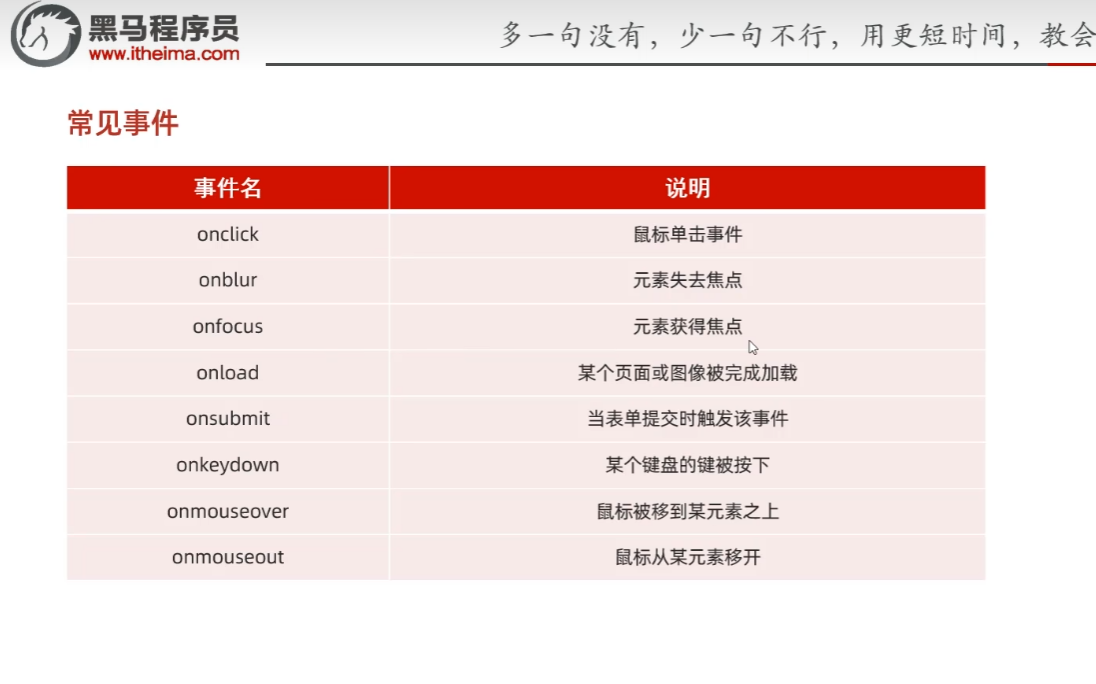 黑马程序员
www.itheima.com
多一句没有，少一句不行，用更短时间，教会
常见事件
事件名 说明
onclick 鼠标单击事件
onblur 元素失去焦点
onfocus 元素获得焦点
onload 某个页面或图像被完成加载
onsubmit 当表单提交时触发该事件
onkeydown 某个键盘的键被按下
onmouseover 鼠标被移到某元素之上
onmouseout 鼠标从某元素移开